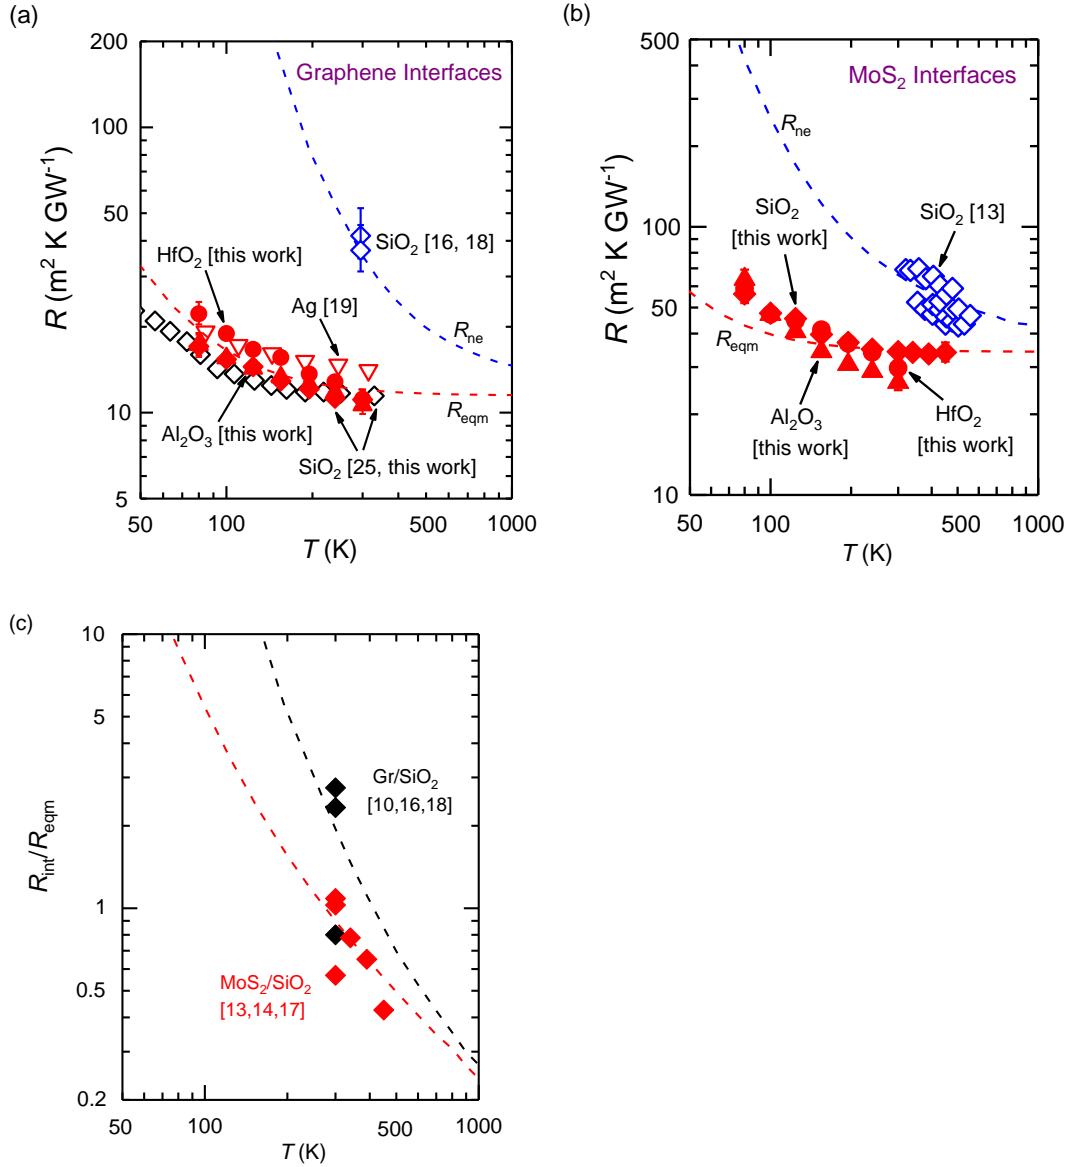 (a)
200
100
50
10
5
50
100
500
1000
R (m² K GW⁻¹)
T (K)
Graphene Interfaces
SiO₂ [16, 18]
HfO₂ [this work]
Ag [19]
Rₙₑ
R_eqm
Al₂O₃ [this work]
SiO₂ [25, this work]
(b)
500
100
50
10
50
100
500
1000
R (m² K GW⁻¹)
T (K)
MoS₂ Interfaces
Rₙₑ
SiO₂
[this work]
SiO₂ [13]
R_eqm
Al₂O₃
[this work]
HfO₂
[this work]
(c)
10
5
1
0.5
0.2
50
100
500
1000
R_int/R_eqm
T (K)
Gr/SiO₂
[10,16,18]
MoS₂/SiO₂
[13,14,17]